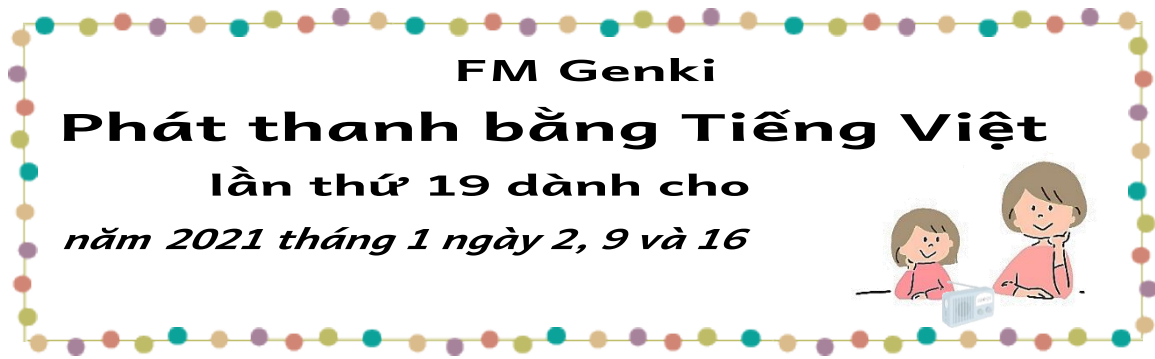 FM Genki
Phát thanh bằng Tiếng Việt
lần thứ 19 dành cho
năm 2021 tháng 1 ngày 2, 9 và 16